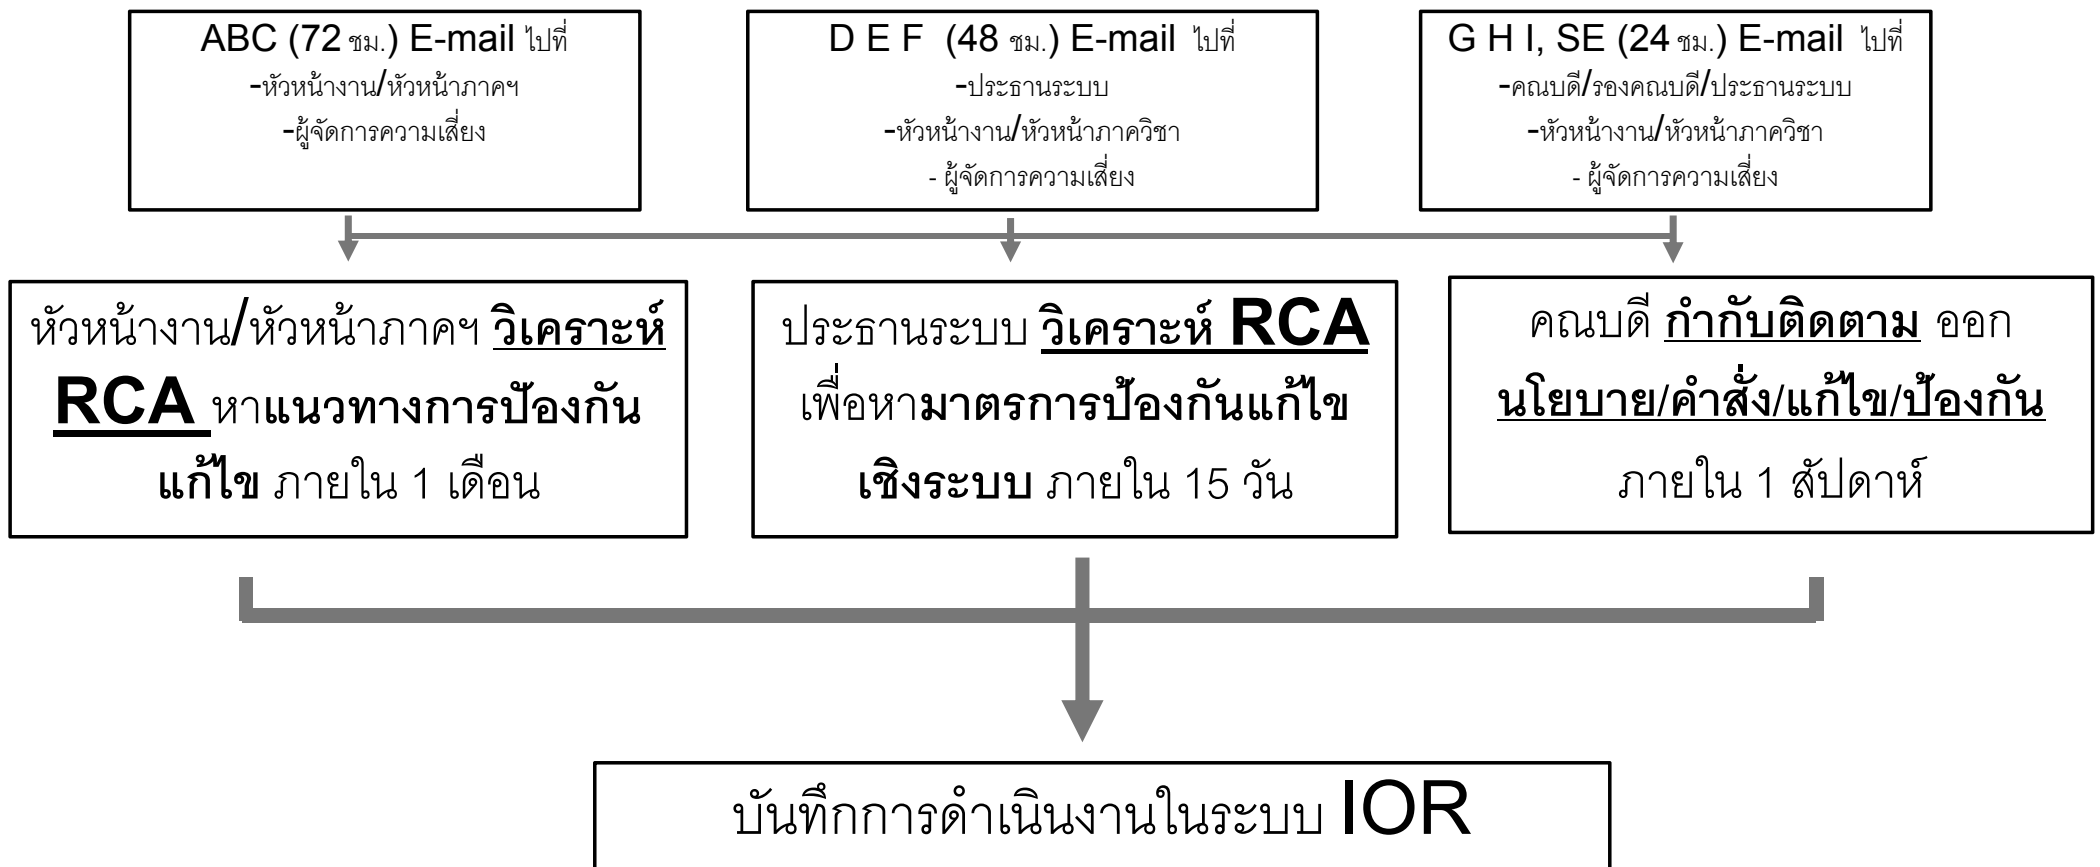 ABC (72 ชม.) E-mail ไปที่
-หัวหน้างาน/หัวหน้าภาคฯ
-ผู้จัดการความเสี่ยง
D E F (48 ชม.) E-mail ไปที่
-ประธานระบบ
-หัวหน้างาน/หัวหน้าภาควิชา
- ผู้จัดการความเสี่ยง
G H I, SE (24 ชม.) E-mail ไปที่
-คณบดี/รองคณบดี/ประธานระบบ
-หัวหน้างาน/หัวหน้าภาควิชา
- ผู้จัดการความเสี่ยง
หัวหน้างาน/หัวหน้าภาคฯ วิเคราะห์
RCA หาแนวทางการป้องกัน
แก้ไข ภายใน 1 เดือน
ประธานระบบ วิเคราะห์ RCA
เพื่อหามาตรการป้องกันแก้ไข
เชิงระบบ ภายใน 15 วัน
คณบดี กำกับติดตาม ออก
นโยบาย/คำสั่ง/แก้ไข/ป้องกัน
ภายใน 1 สัปดาห์
บันทึกการดำเนินงานในระบบ IOR